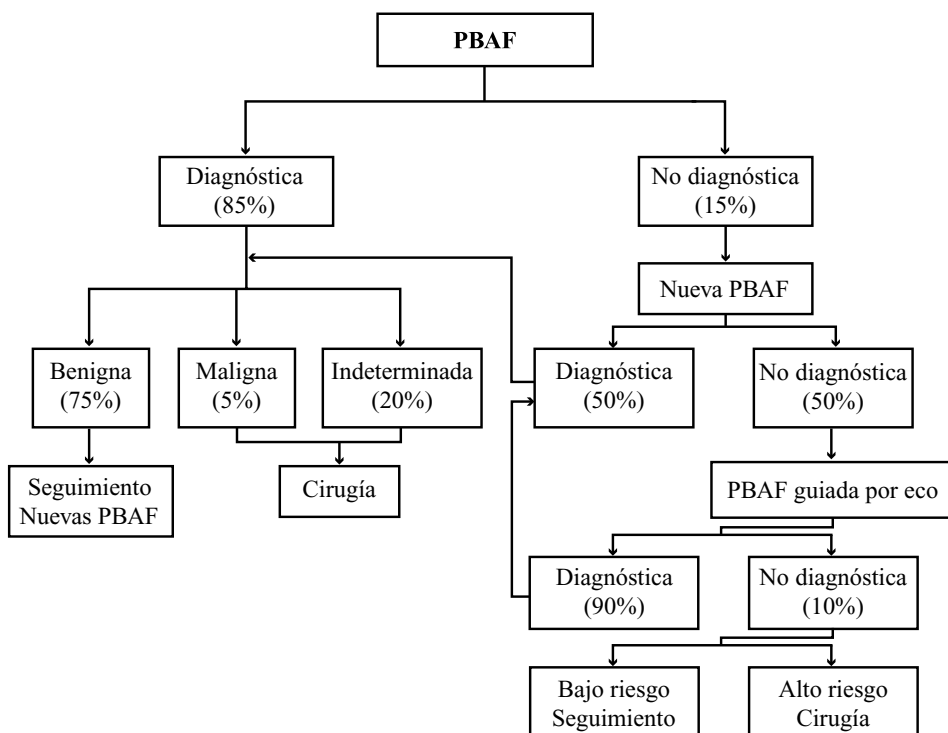 PBAF
Diagnóstica
(85%)
No diagnóstica
(15%)
Nueva PBAF
Benigna
(75%)
Maligna
(5%)
Indeterminada
(20%)
Diagnóstica
(50%)
No diagnóstica
(50%)
Seguimiento
Nuevas PBAF
Cirugía
PBAF guiada por eco
Diagnóstica
(90%)
No diagnóstica
(10%)
Bajo riesgo
Seguimiento
Alto riesgo
Cirugía